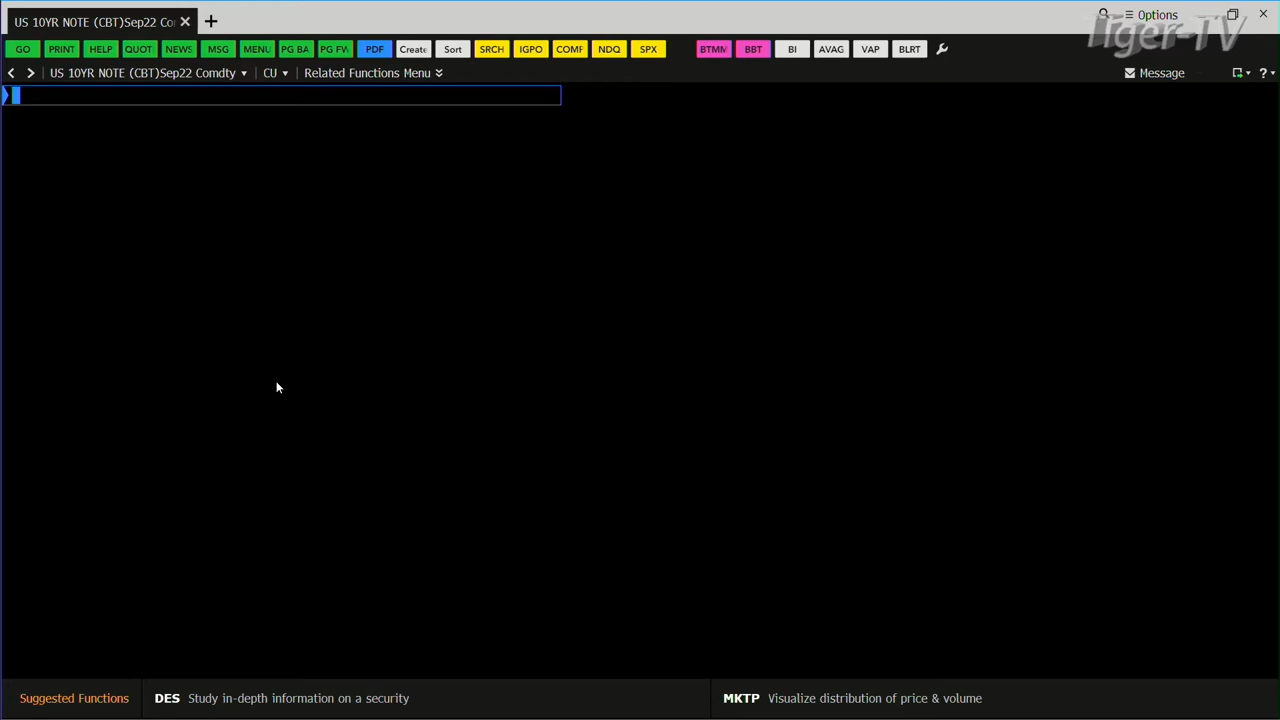 US 10YR NOTE (CBT)Sep22 Co
Options
Tiger-TV
GO PRINT HELP QUOT NEWS MSG MENU PG BA PG FW PDF Create Sort SRCH IGPO COMF NDQ SPX BTMM BBT BI AVAG VAP BLRT
US 10YR NOTE (CBT)Sep22 Comdty CU Related Functions Menu Message ?
Suggested Functions DES Study in-depth information on a security MKTP Visualize distribution of price & volume